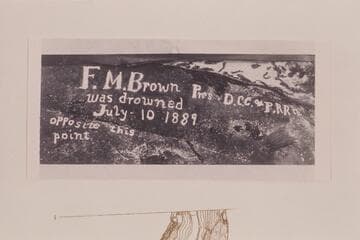 F. M. Brown Pres. D.C.C. & P.R.R.
was drowned
July - 10 1889
opposite this
point